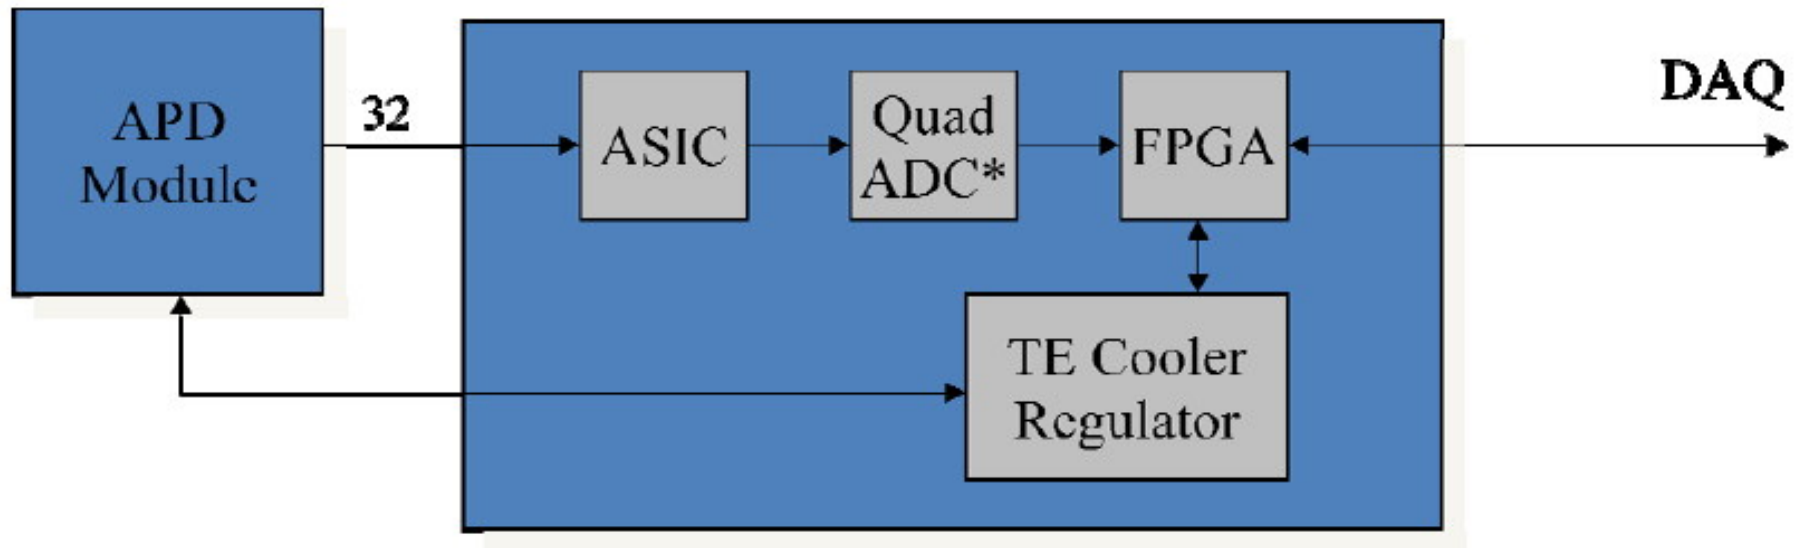 APD
Module
32
ASIC
Quad
ADC*
FPGA
DAQ
TE Cooler
Regulator